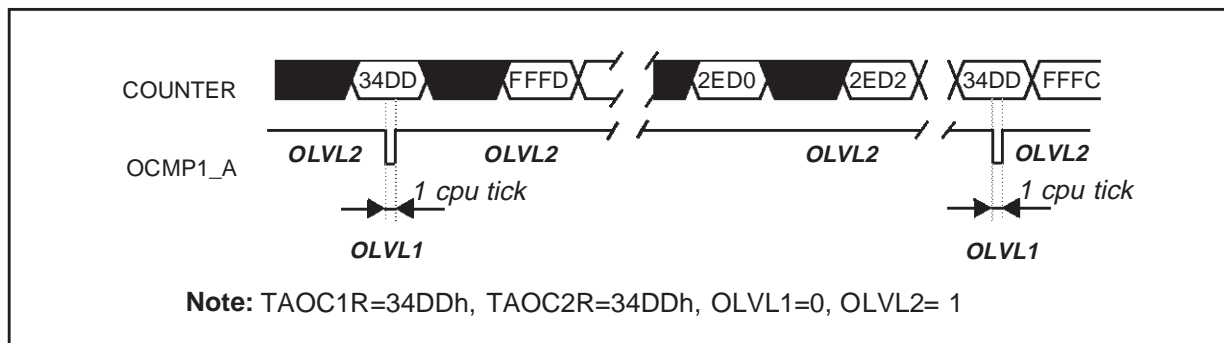 COUNTER 34DD FFFD 2ED0 2ED2 34DD FFFC
OLVL2 OLVL2 OLVL2 OLVL2
OCMP1_A
1 cpu tick 1 cpu tick
OLVL1 OLVL1
Note: TAOC1R=34DDh, TAOC2R=34DDh, OLVL1=0, OLVL2= 1